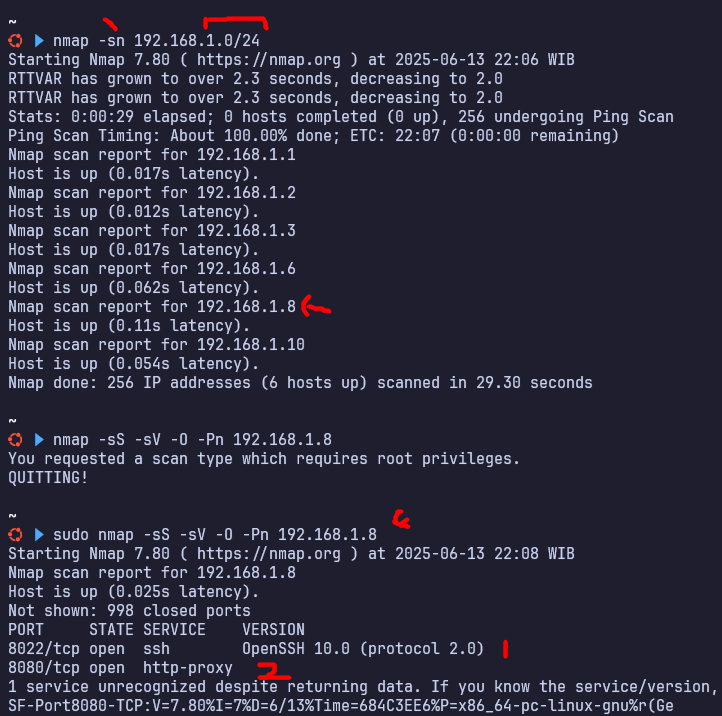 ~
nmap -sn 192.168.1.0/24
Starting Nmap 7.80 ( https://nmap.org ) at 2025-06-13 22:06 WIB
RTTVAR has grown to over 2.3 seconds, decreasing to 2.0
RTTVAR has grown to over 2.3 seconds, decreasing to 2.0
Stats: 0:00:29 elapsed; 0 hosts completed (0 up), 256 undergoing Ping Scan
Ping Scan Timing: About 100.00% done; ETC: 22:07 (0:00:00 remaining)
Nmap scan report for 192.168.1.1
Host is up (0.017s latency).
Nmap scan report for 192.168.1.2
Host is up (0.012s latency).
Nmap scan report for 192.168.1.3
Host is up (0.017s latency).
Nmap scan report for 192.168.1.6
Host is up (0.062s latency).
Nmap scan report for 192.168.1.8
Host is up (0.11s latency).
Nmap scan report for 192.168.1.10
Host is up (0.054s latency).
Nmap done: 256 IP addresses (6 hosts up) scanned in 29.30 seconds
~
nmap -sS -sV -O -Pn 192.168.1.8
You requested a scan type which requires root privileges.
QUITTING!
~
sudo nmap -sS -sV -O -Pn 192.168.1.8
Starting Nmap 7.80 ( https://nmap.org ) at 2025-06-13 22:08 WIB
Nmap scan report for 192.168.1.8
Host is up (0.025s latency).
Not shown: 998 closed ports
PORT     STATE SERVICE    VERSION
8022/tcp open  ssh        OpenSSH 10.0 (protocol 2.0) 1
8080/tcp open  http-proxy 2
1 service unrecognized despite returning data. If you know the service/version,
SF-Port8080-TCP:V=7.80%I=7%D=6/13%Time=684C3EE6%P=x86_64-pc-linux-gnu%r(Ge